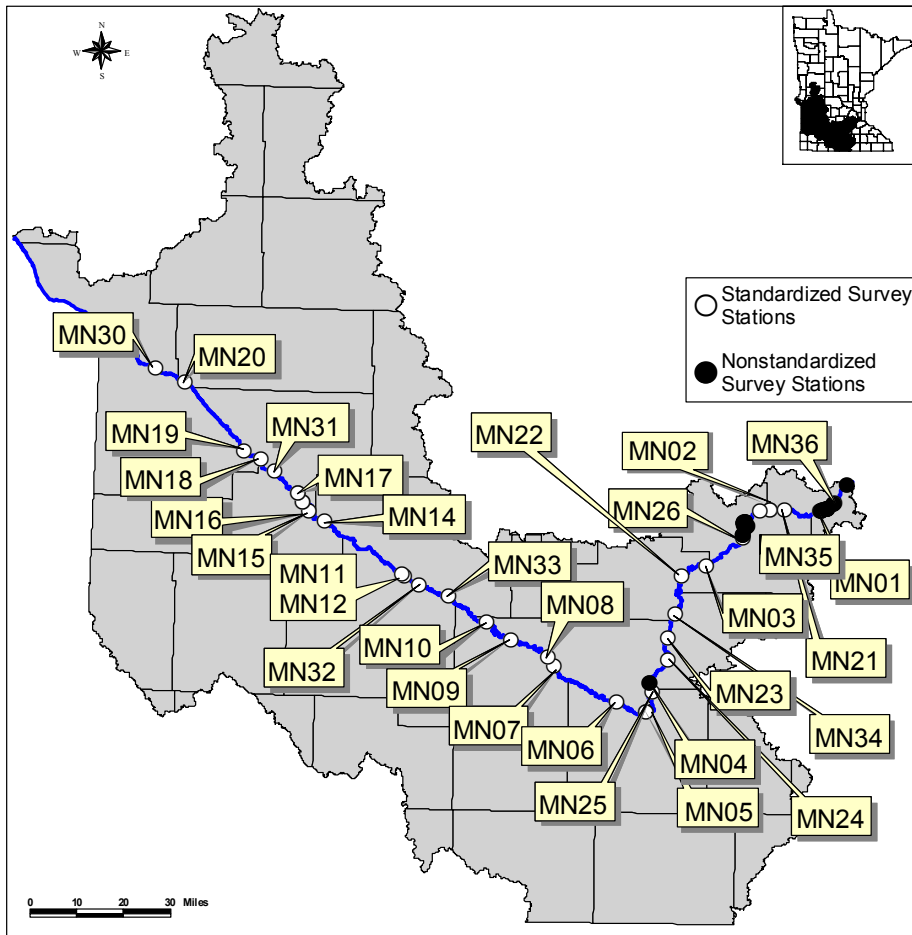 N
W E
S
Standardized Survey
Stations
Nonstandardized
Survey Stations
MN30
MN20
MN19
MN31
MN18
MN17
MN16
MN14
MN15
MN22
MN02
MN36
MN26
MN35
MN01
MN11
MN12
MN33
MN03
MN08
MN32
MN10
MN21
MN09
MN23
MN07
MN34
MN06
MN04
MN25
MN05
MN24
0 10 20 30 Miles